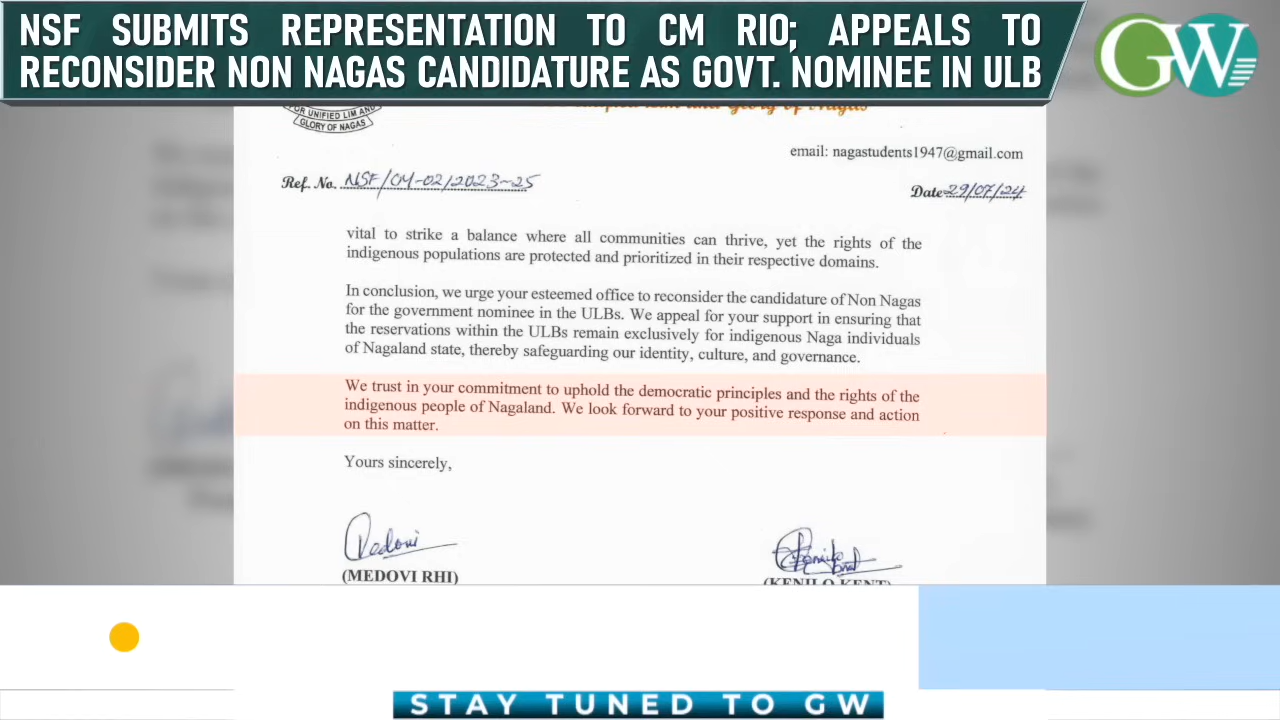 NSF SUBMITS REPRESENTATION TO CM RIO; APPEALS TO
RECONSIDER NON NAGAS CANDIDATURE AS GOVT. NOMINEE IN ULB
GW
FOR UNIFIED LIM AND
GLORY OF NAGAS
and Glory of Nagas
email: nagastudents1947@gmail.com
Ref. No. NSF/CM-02/2023-25
Date 29/07/24
vital to strike a balance where all communities can thrive, yet the rights of the
indigenous populations are protected and prioritized in their respective domains.
In conclusion, we urge your esteemed office to reconsider the candidature of Non Nagas
for the government nominee in the ULBs. We appeal for your support in ensuring that
the reservations within the ULBs remain exclusively for indigenous Naga individuals
of Nagaland state, thereby safeguarding our identity, culture, and governance.
We trust in your commitment to uphold the democratic principles and the rights of the
indigenous people of Nagaland. We look forward to your positive response and action
on this matter.
Yours sincerely,
(MEDOVI RHI)
(KENILO KENT)
STAY TUNED TO GW